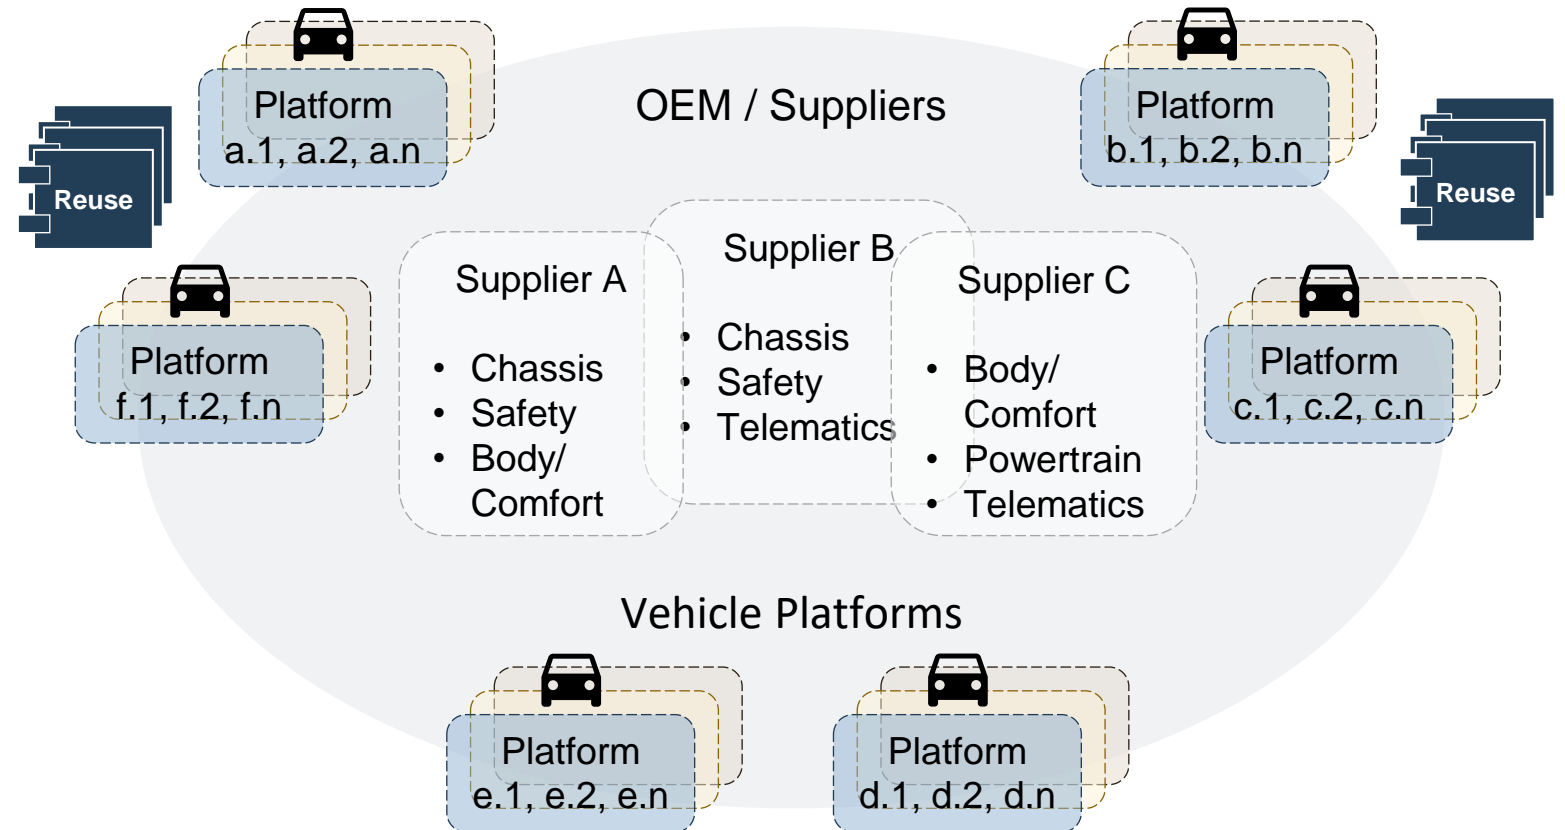 Platform
a.1, a.2, a.n
OEM / Suppliers
Platform
b.1, b.2, b.n
Reuse
Reuse
Supplier A
• Chassis
• Safety
• Body/
Comfort
Supplier B
• Chassis
• Safety
• Telematics
Supplier C
• Body/
Comfort
• Powertrain
• Telematics
Platform
f.1, f.2, f.n
Platform
c.1, c.2, c.n
Vehicle Platforms
Platform
e.1, e.2, e.n
Platform
d.1, d.2, d.n